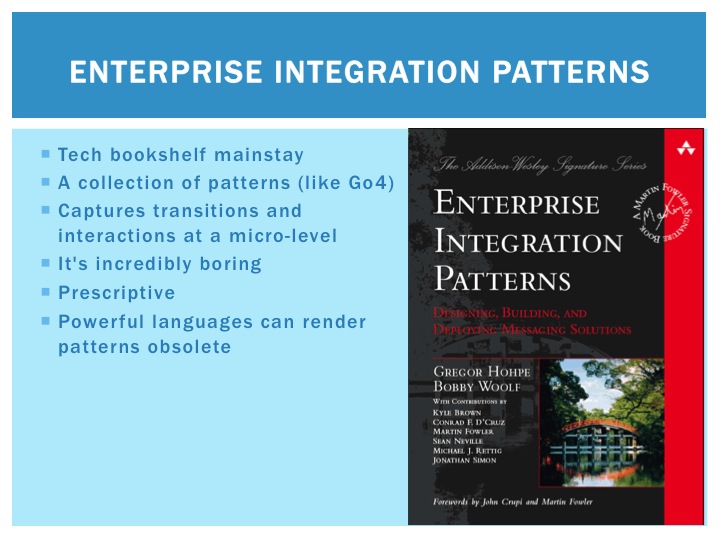 ENTERPRISE INTEGRATION PATTERNS
Tech bookshelf mainstay
A collection of patterns (like Go4)
Captures transitions and
interactions at a micro-level
It's incredibly boring
Prescriptive
Powerful languages can render
patterns obsolete
The Addison Wesley Signature Series
ENTERPRISE
INTEGRATION
PATTERNS
A MARTIN FOWLER SIGNATURE BOOK
Martin
DESIGNING, BUILDING, AND
DEPLOYING MESSAGING SOLUTIONS
GREGOR HOHPE
BOBBY WOOLF
WITH CONTRIBUTIONS BY
KYLE BROWN
CONRAD F. D'CRUZ
MARTIN FOWLER
SEAN NEVILLE
MICHAEL J. RETTIG
JONATHAN SIMON
Forewords by John Crupi and Martin Fowler